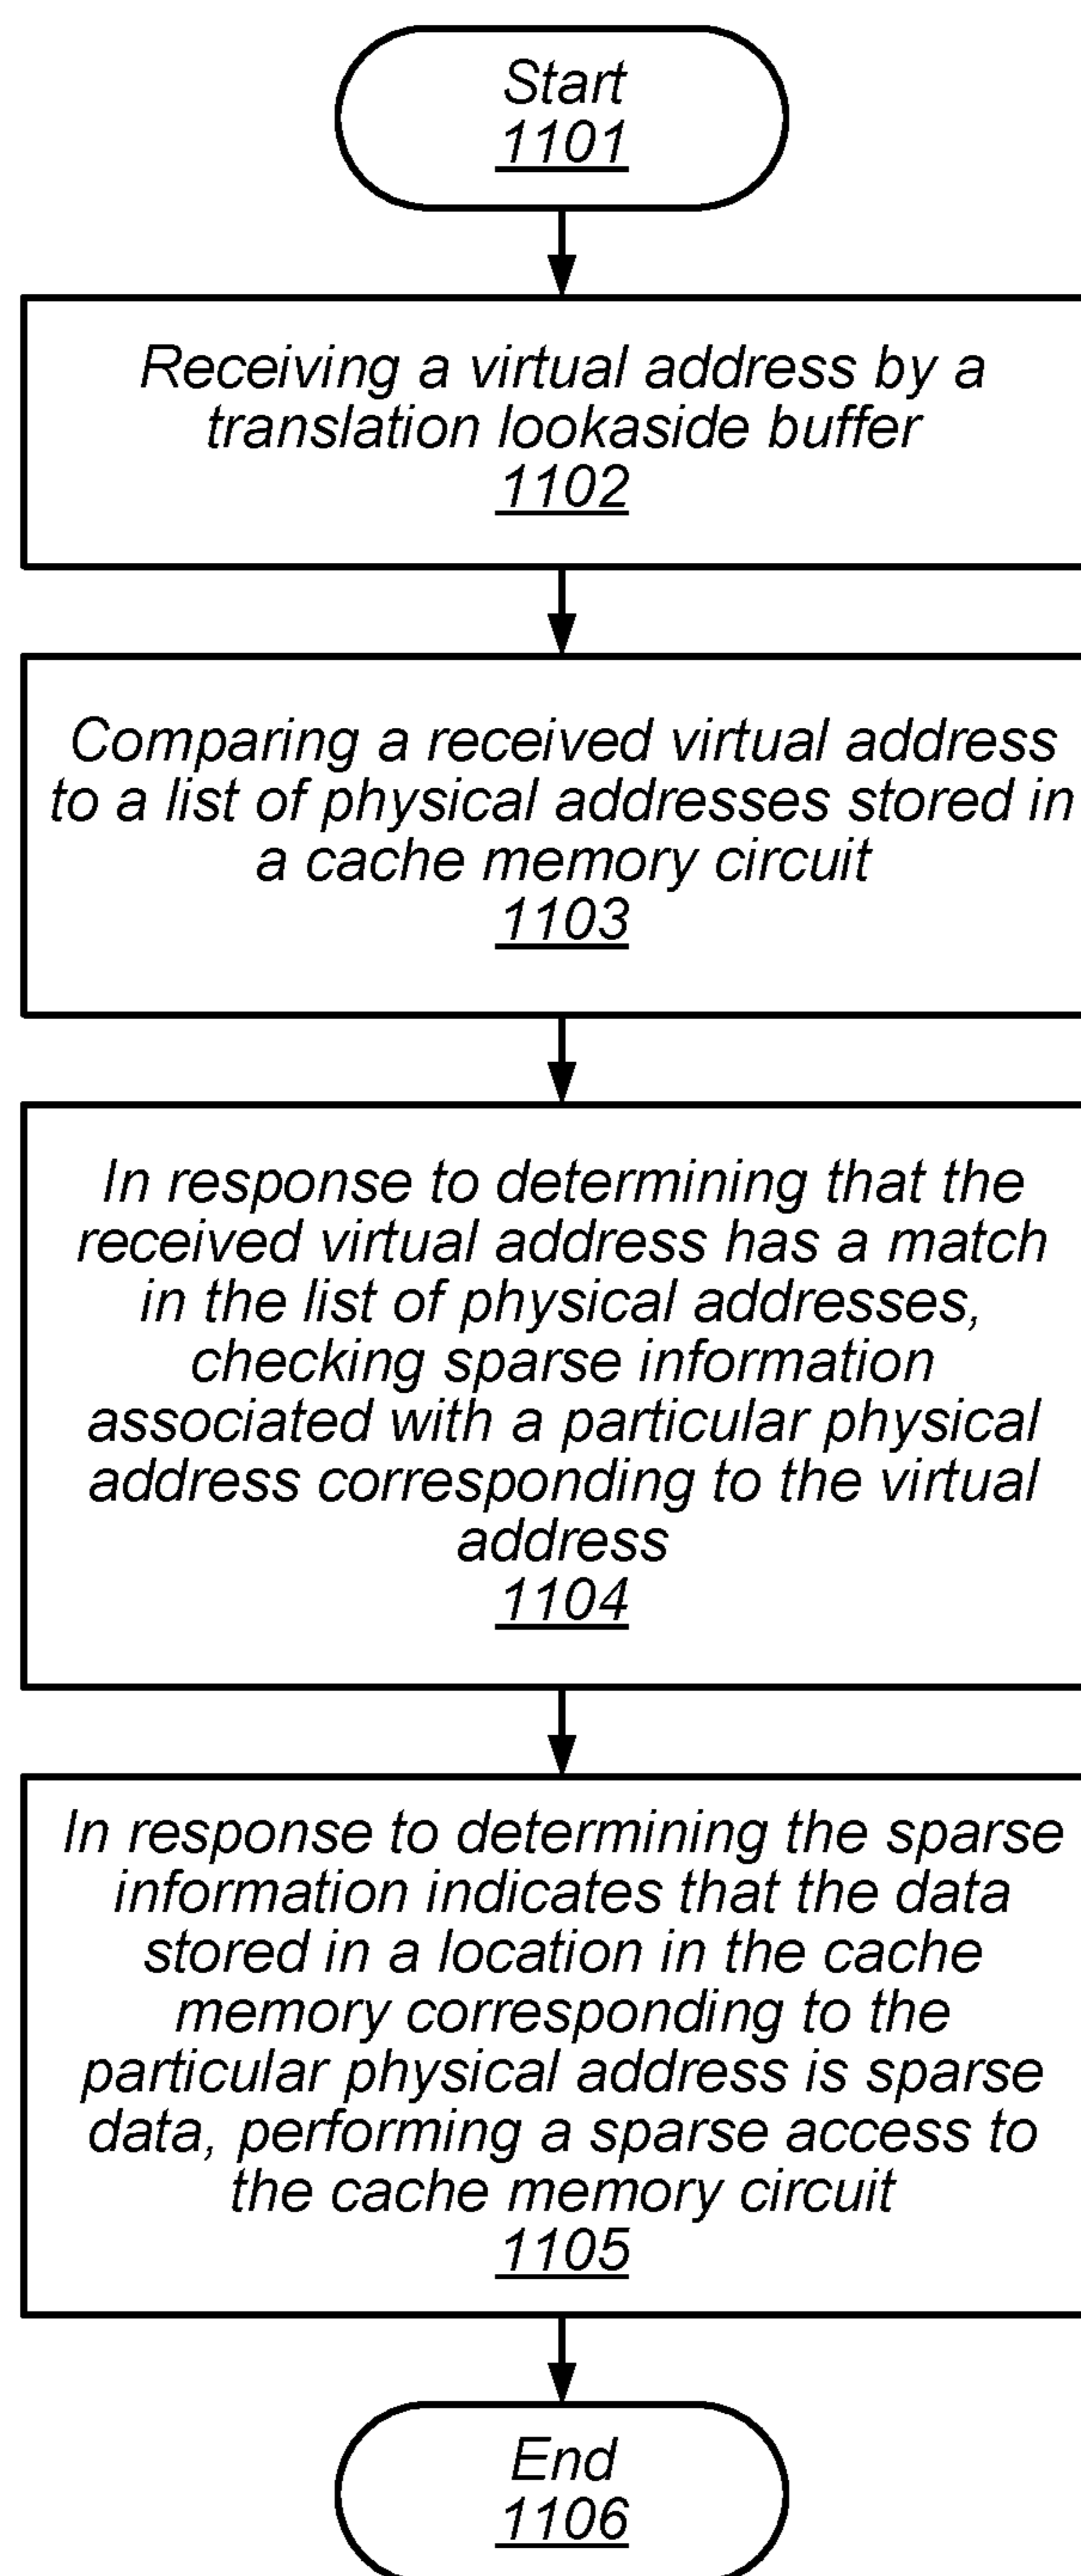 Start
1101
Receiving a virtual address by a
translation lookaside buffer
1102
Comparing a received virtual address
to a list of physical addresses stored in
a cache memory circuit
1103
In response to determining that the
received virtual address has a match
in the list of physical addresses,
checking sparse information
associated with a particular physical
address corresponding to the virtual
address
1104
In response to determining the sparse
information indicates that the data
stored in a location in the cache
memory corresponding to the
particular physical address is sparse
data, performing a sparse access to
the cache memory circuit
1105
End
1106